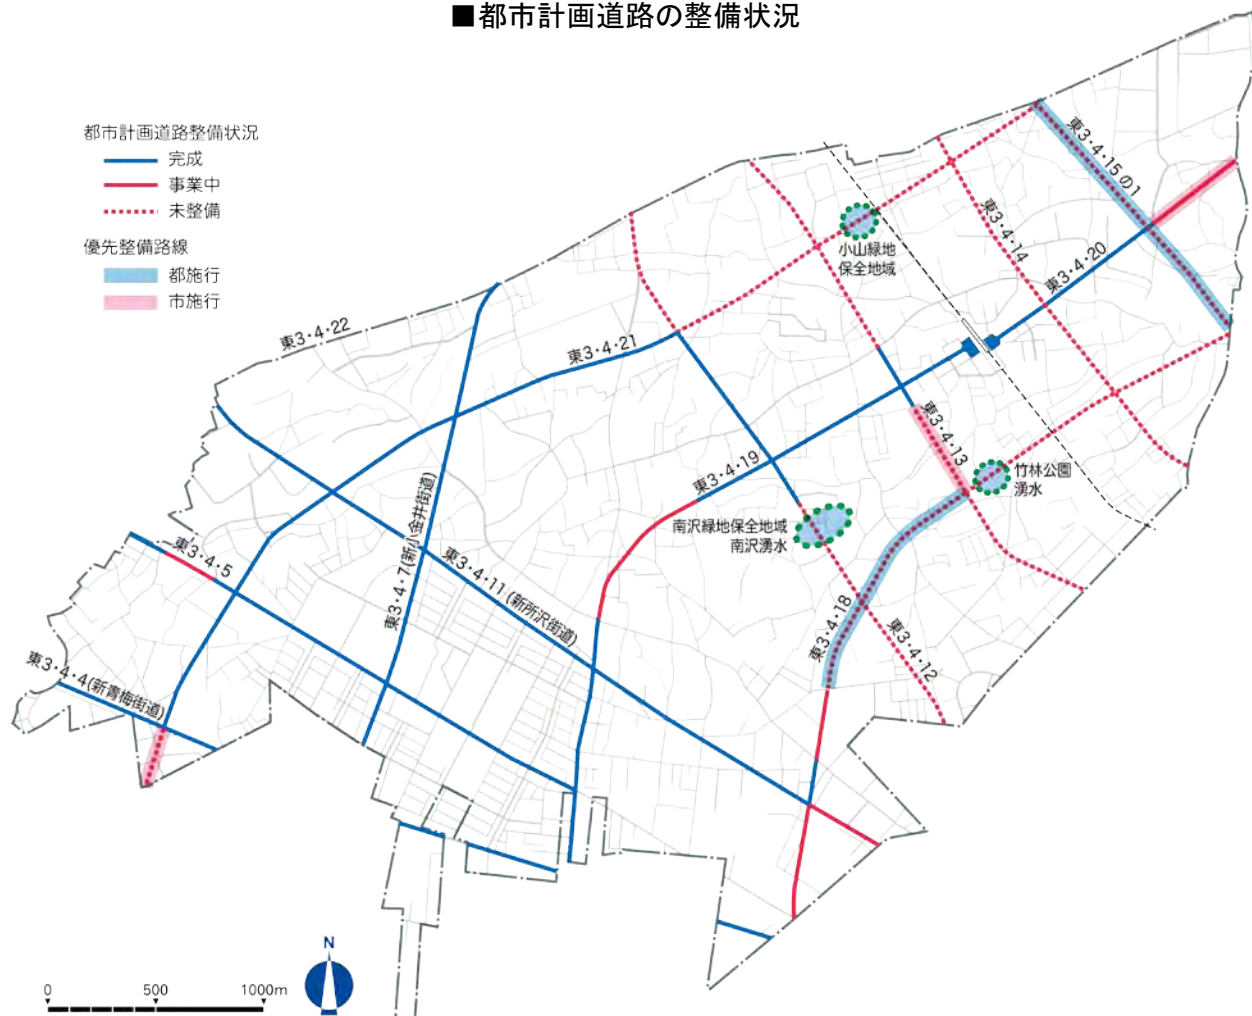 ■都市計画道路の整備状況
都市計画道路整備状況
完成
事業中
未整備
優先整備路線
都施行
市施行
東3・4・15の1
東3・4・14
小山緑地
保全地域
東3・4・20
東3・4・22
東3・4・21
東3・4・13
東3・4・19
竹林公園
湧水
南沢緑地保全地域
南沢湧水
東3・4・5
東3・4・7(新小金井街道)
東3・4・11(新所沢街道)
東3・4・18
東3・4・12
東3・4・4(新青梅街道)
N
0 500 1000m